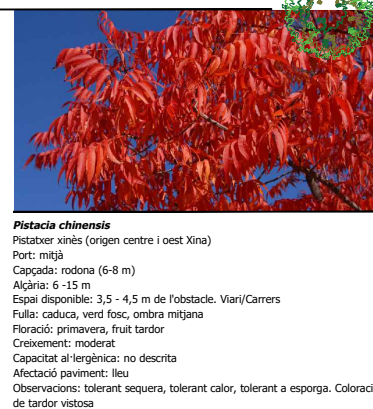 Pistacia chinensis
Pistatxer xinès (origen centre i oest Xina)
Port: mitjà
Capçada: rodona (6-8 m)
Alçària: 6 -15 m
Espai disponible: 3,5 - 4,5 m de l'obstacle. Viari/Carrers
Fulla: caduca, verd fosc, ombra mitjana
Floració: primavera, fruit tardor
Creixement: moderat
Capacitat al·lergènica: no descrita
Afectació paviment: lleu
Observacions: tolerant sequera, tolerant calor, tolerant a esporga. Coloraci
de tardor vistosa